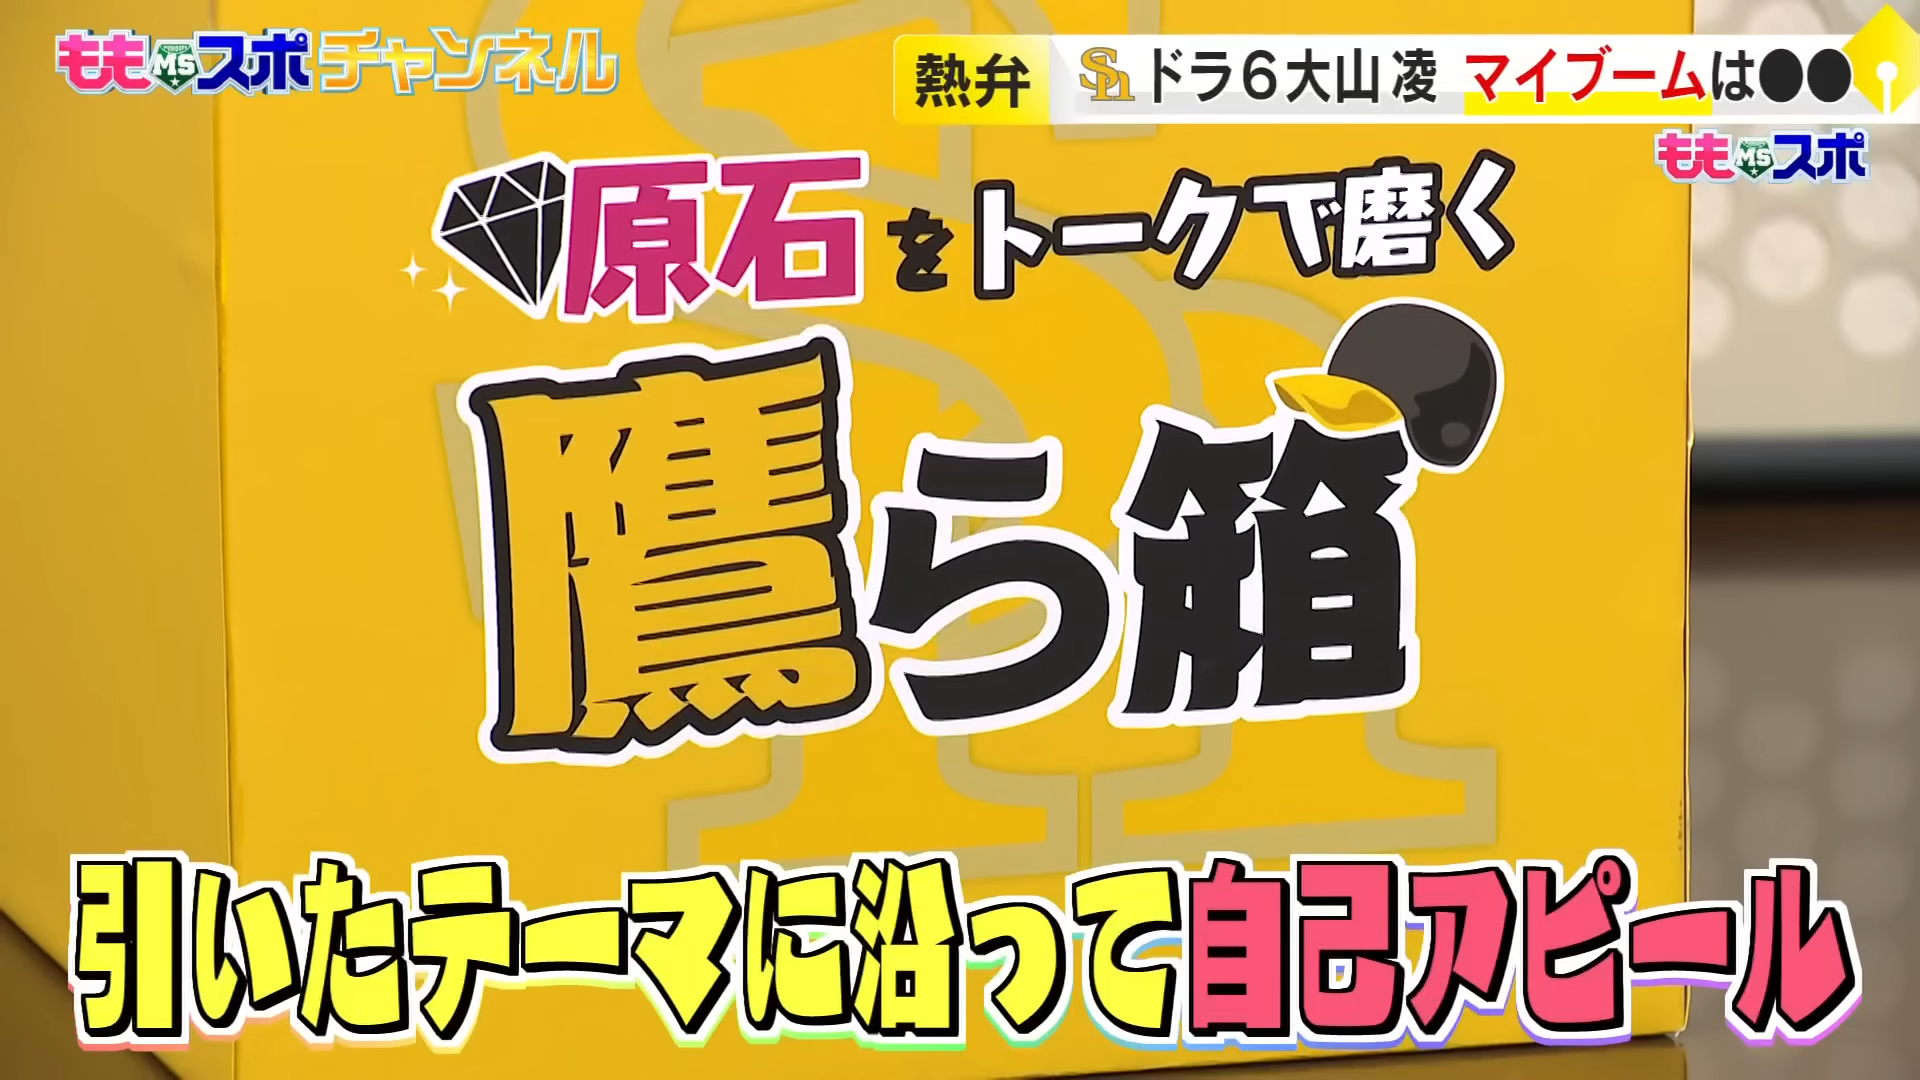 ももMSスポチャンネル
熱弁 Sh ドラ6大山 凌 マイブームは●●
ももMSスポ
原石をトークで磨く
鷹ら箱
引いたテーマに沿って自己アピール